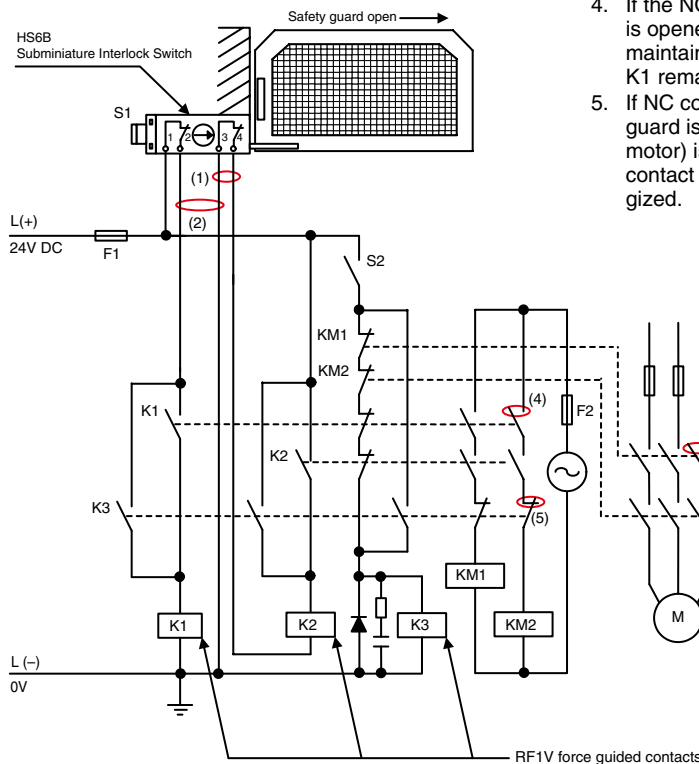 Safety guard open
HS6B
Subminiature Interlock Switch
S1
1 2 3 4
(1)
(2)
L(+)
24V DC
F1
S2
KM1
KM2
K1
(4)
F2
K2
K3
(5)
KM1
K1
K2
K3
KM2
M
L (–)
0V
RF1V force guided contacts
4. If the NC
is opene
maintain
K1 rema
5. If NC co
guard is
motor) is
contact
gized.